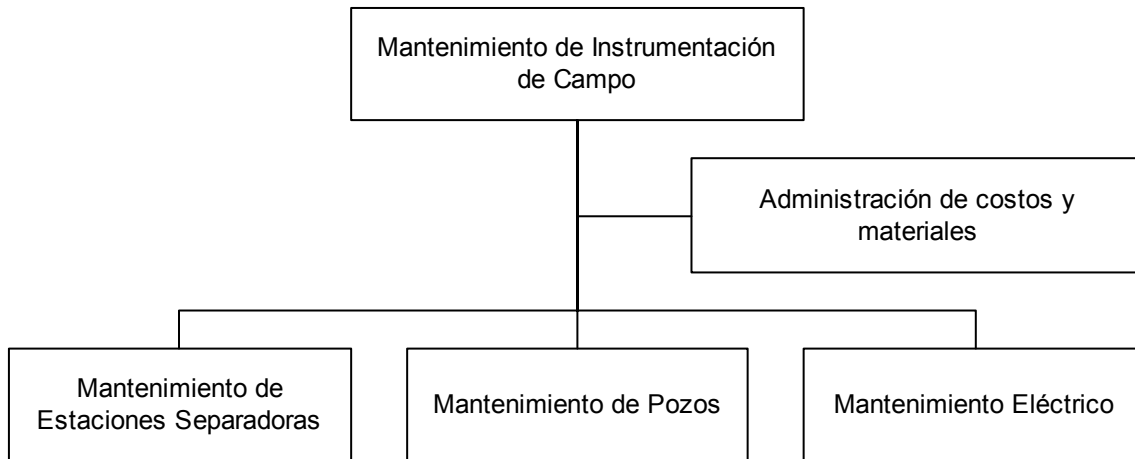 Mantenimiento de Instrumentación
de Campo
Administración de costos y
materiales
Mantenimiento de
Estaciones Separadoras
Mantenimiento de Pozos
Mantenimiento Eléctrico